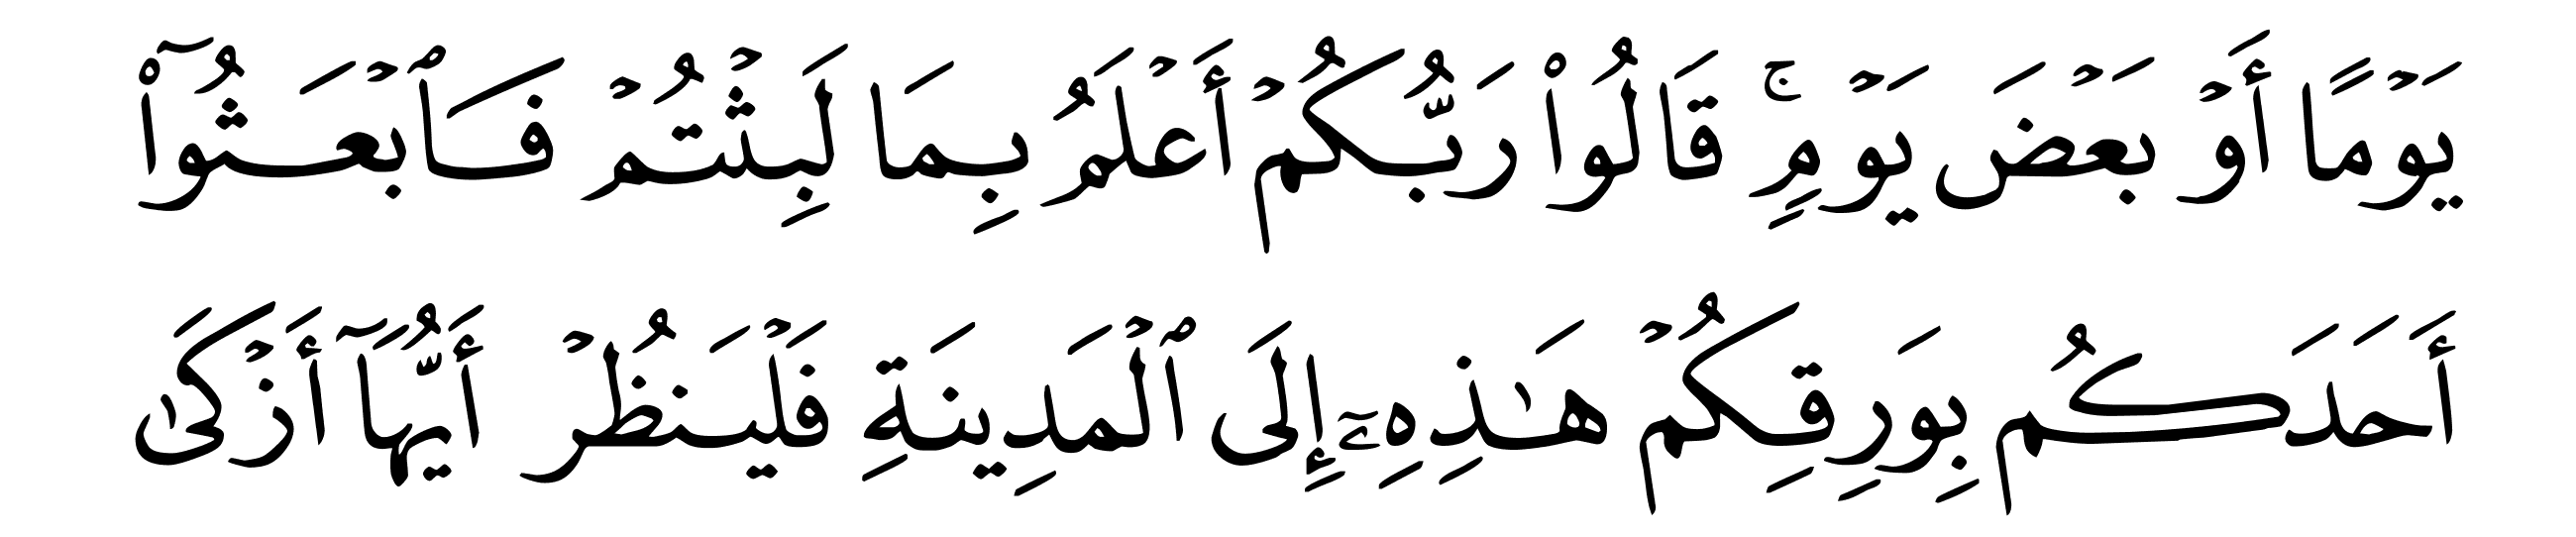 يَوْمًا أَوْ بَعْضَ يَوْمٍۚ قَالُوا۟ رَبُّكُمْ أَعْلَمُ بِمَا لَبِثْتُمْ فَٱبْعَثُوٓا۟
أَحَدَكُم بِوَرِقِكُمْ هَـٰذِهِۦٓ إِلَى ٱلْمَدِينَةِ فَلْيَنظُرْ أَيُّهَآ أَزْكَىٰ